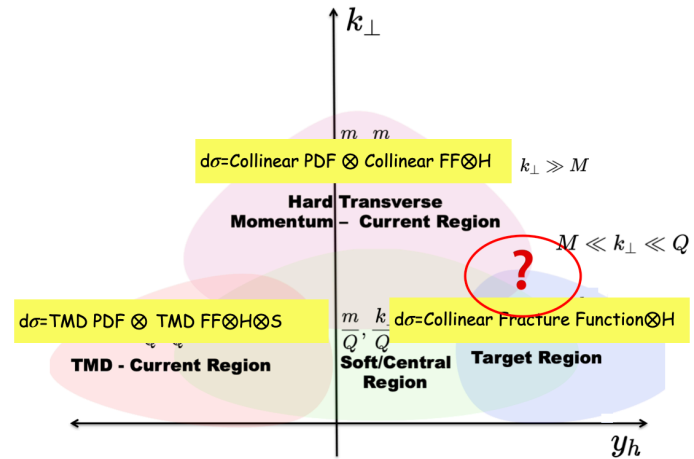 k⊥
m m
dσ=Collinear PDF ⊗ Collinear FF⊗H
k⊥ ≫ M
Hard Transverse
Momentum – Current Region
M ≪ k⊥ ≪ Q
?
dσ=TMD PDF ⊗ TMD FF⊗H⊗S
m/Q, k/Q
dσ=Collinear Fracture Function⊗H
TMD - Current Region
Soft/Central
Region
Target Region
y_h